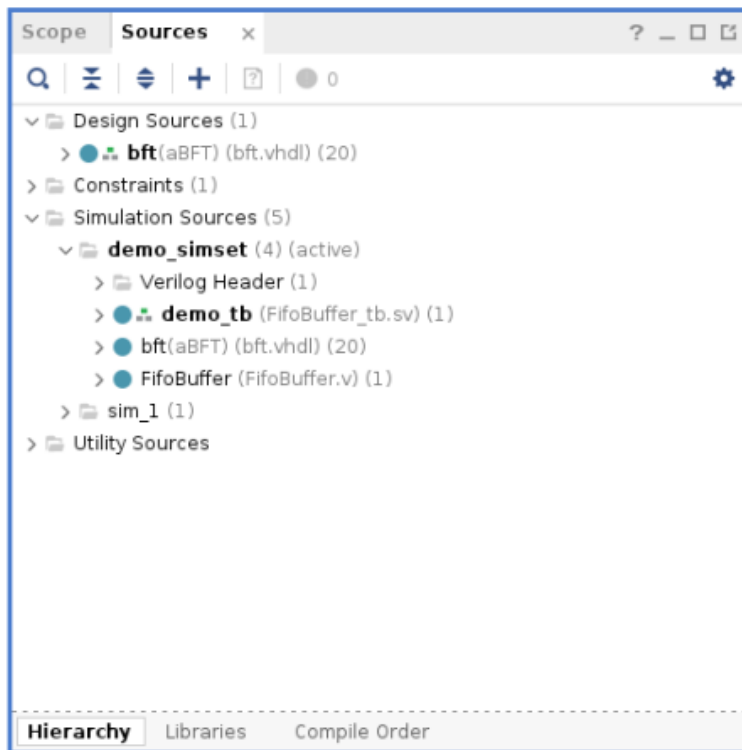 Scope Sources
0
Design Sources (1)
bft(aBFT) (bft.vhdl) (20)
Constraints (1)
Simulation Sources (5)
demo_simset (4) (active)
Verilog Header (1)
demo_tb (FifoBuffer_tb.sv) (1)
bft(aBFT) (bft.vhdl) (20)
FifoBuffer (FifoBuffer.v) (1)
sim_1 (1)
Utility Sources
Hierarchy Libraries Compile Order